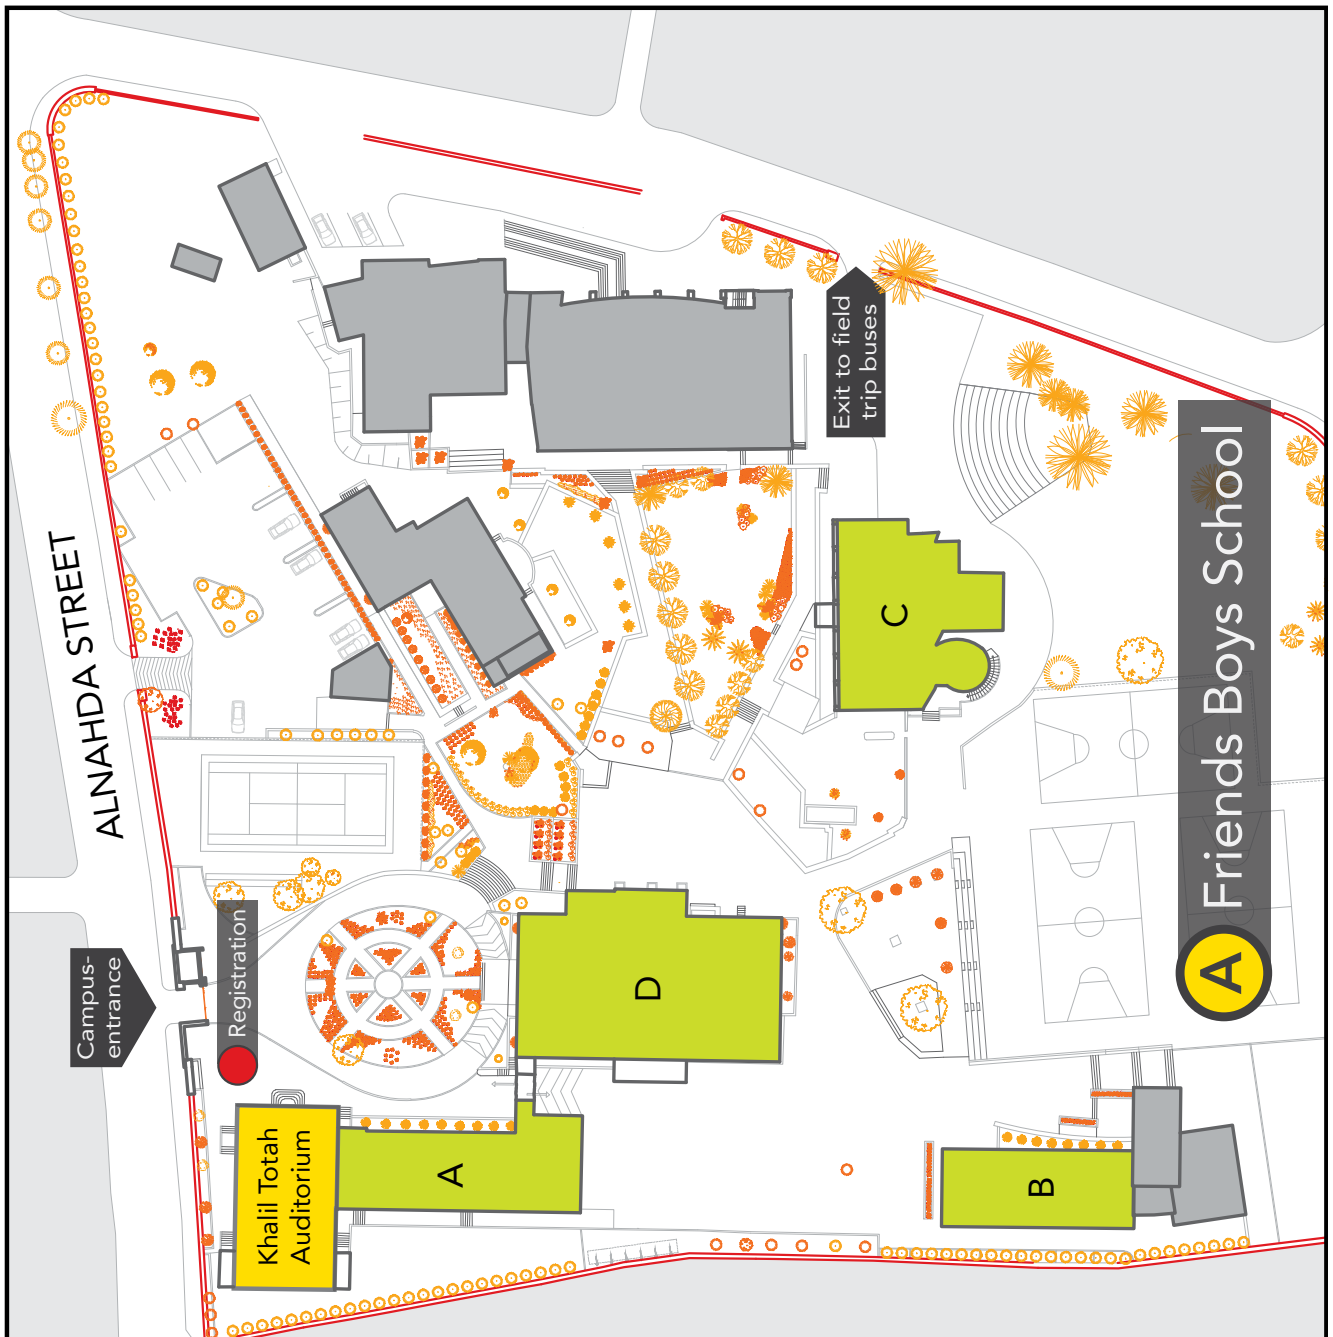 ALNAHDA STREET
Campus-
entrance
Registration
Khalil Totah
Auditorium
A
D
B
C
Exit to field
trip buses
A
Friends Boys School